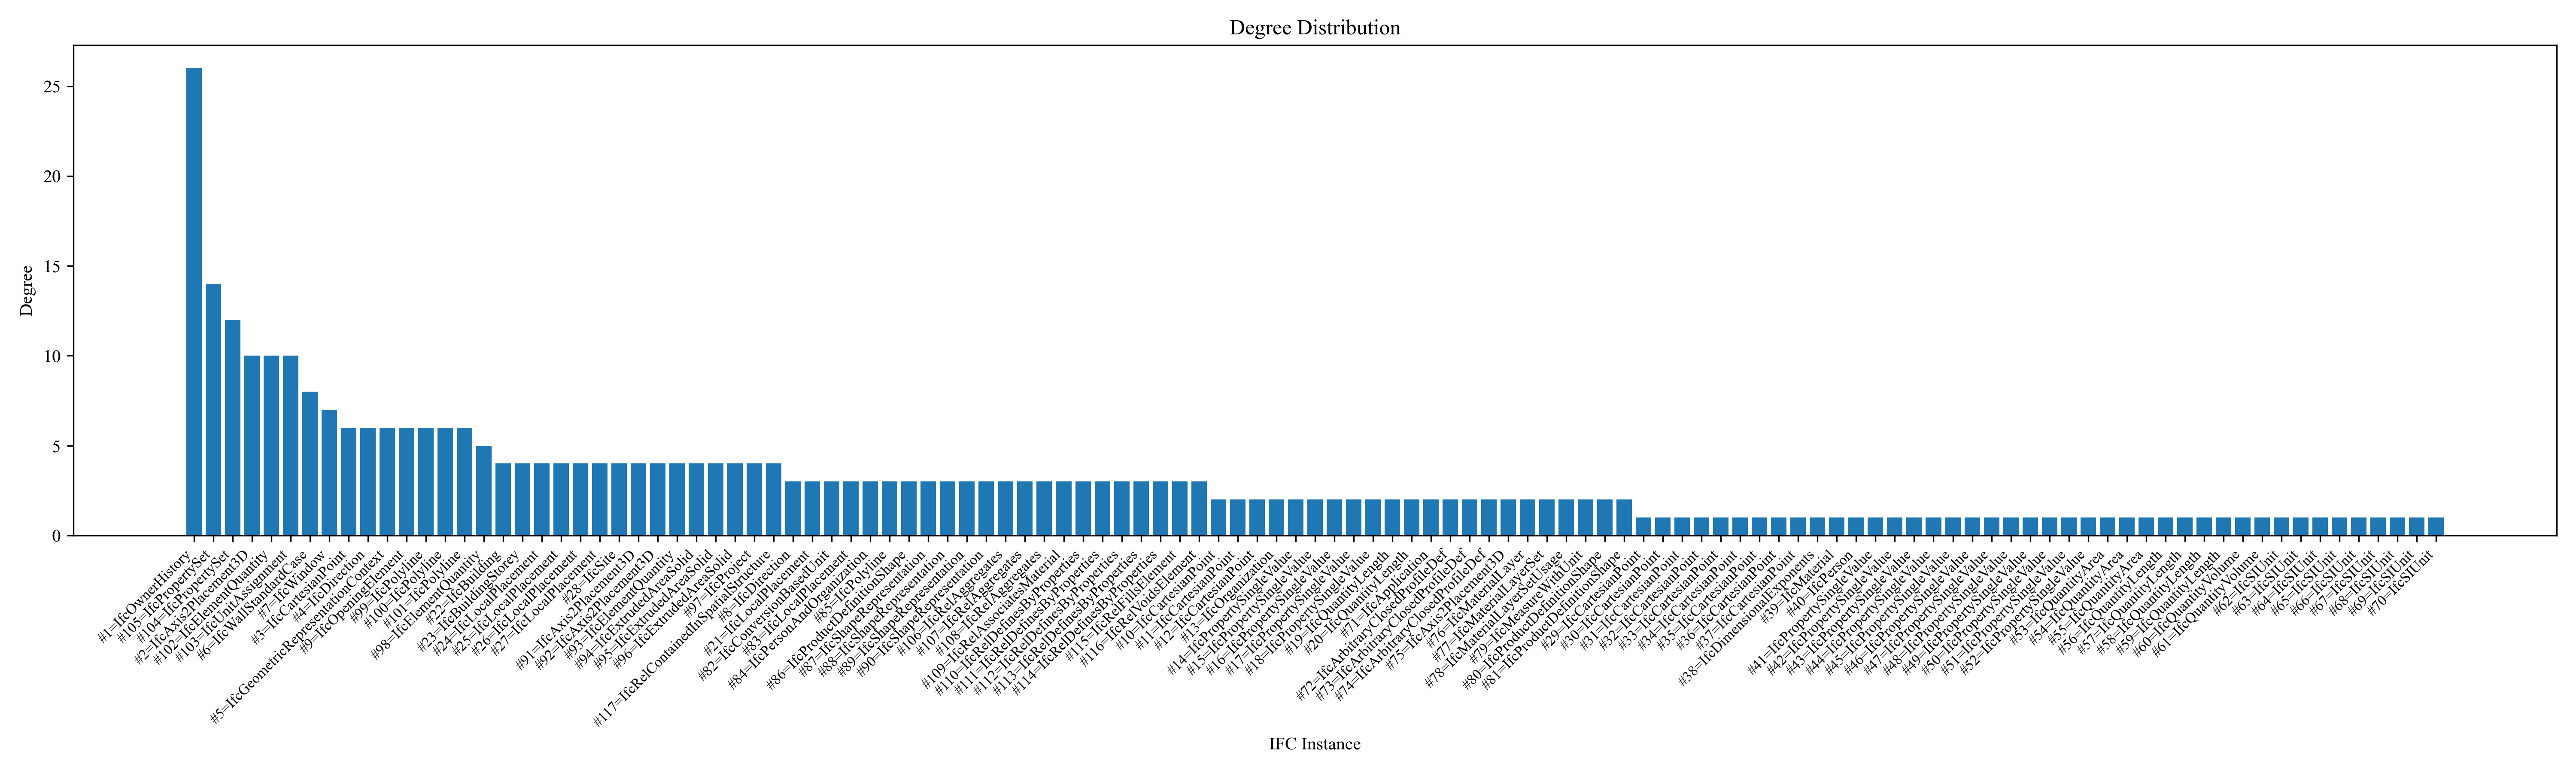 Degree Distribution
Degree
25
20
15
10
5
0
#1=IfcOwnerHistory
#105=IfcPropertySet
#104=IfcPropertySet
#2=IfcAxis2Placement3D
#102=IfcElementQuantity
#103=IfcUnitAssignment
#6=IfcWallStandardCase
#7=IfcWindow
#3=IfcCartesianPoint
#4=IfcDirection
#5=IfcGeometricRepresentationContext
#9=IfcOpeningElement
#99=IfcPolyline
#100=IfcPolyline
#101=IfcPolyline
#98=IfcElementQuantity
#22=IfcBuilding
#23=IfcBuildingStorey
#24=IfcLocalPlacement
#25=IfcLocalPlacement
#26=IfcLocalPlacement
#27=IfcLocalPlacement
#28=IfcSite
#91=IfcAxis2Placement3D
#92=IfcAxis2Placement3D
#93=IfcElementQuantity
#94=IfcExtrudedAreaSolid
#95=IfcExtrudedAreaSolid
#96=IfcExtrudedAreaSolid
#97=IfcProject
#117=IfcRelContainedInSpatialStructure
#8=IfcDirection
#21=IfcLocalPlacement
#82=IfcConversionBasedUnit
#83=IfcLocalPlacement
#84=IfcPersonAndOrganization
#85=IfcPolyline
#86=IfcProductDefinitionShape
#87=IfcShapeRepresentation
#88=IfcShapeRepresentation
#89=IfcShapeRepresentation
#90=IfcShapeRepresentation
#106=IfcRelAggregates
#107=IfcRelAggregates
#108=IfcRelAggregates
#109=IfcRelAssociatesMaterial
#110=IfcRelDefinesByProperties
#111=IfcRelDefinesByProperties
#112=IfcRelDefinesByProperties
#113=IfcRelDefinesByProperties
#114=IfcRelDefinesByProperties
#115=IfcRelFillsElement
#116=IfcRelVoidsElement
#10=IfcCartesianPoint
#11=IfcCartesianPoint
#12=IfcCartesianPoint
#13=IfcOrganization
#14=IfcPropertySingleValue
#15=IfcPropertySingleValue
#16=IfcPropertySingleValue
#17=IfcPropertySingleValue
#18=IfcPropertySingleValue
#19=IfcQuantityLength
#20=IfcQuantityLength
#71=IfcApplication
#72=IfcArbitraryClosedProfileDef
#73=IfcArbitraryClosedProfileDef
#74=IfcArbitraryClosedProfileDef
#75=IfcAxis2Placement3D
#76=IfcMaterialLayer
#77=IfcMaterialLayerSet
#78=IfcMaterialLayerSetUsage
#79=IfcMeasureWithUnit
#80=IfcProductDefinitionShape
#81=IfcProductDefinitionShape
#29=IfcCartesianPoint
#30=IfcCartesianPoint
#31=IfcCartesianPoint
#32=IfcCartesianPoint
#33=IfcCartesianPoint
#34=IfcCartesianPoint
#35=IfcCartesianPoint
#36=IfcCartesianPoint
#37=IfcCartesianPoint
#38=IfcDimensionalExponents
#39=IfcMaterial
#40=IfcPerson
#41=IfcPropertySingleValue
#42=IfcPropertySingleValue
#43=IfcPropertySingleValue
#44=IfcPropertySingleValue
#45=IfcPropertySingleValue
#46=IfcPropertySingleValue
#47=IfcPropertySingleValue
#48=IfcPropertySingleValue
#49=IfcPropertySingleValue
#50=IfcPropertySingleValue
#51=IfcPropertySingleValue
#52=IfcPropertySingleValue
#53=IfcQuantityArea
#54=IfcQuantityArea
#55=IfcQuantityArea
#56=IfcQuantityLength
#57=IfcQuantityLength
#58=IfcQuantityLength
#59=IfcQuantityLength
#60=IfcQuantityVolume
#61=IfcQuantityVolume
#62=IfcSIUnit
#63=IfcSIUnit
#64=IfcSIUnit
#65=IfcSIUnit
#66=IfcSIUnit
#67=IfcSIUnit
#68=IfcSIUnit
#69=IfcSIUnit
#70=IfcSIUnit
IFC Instance